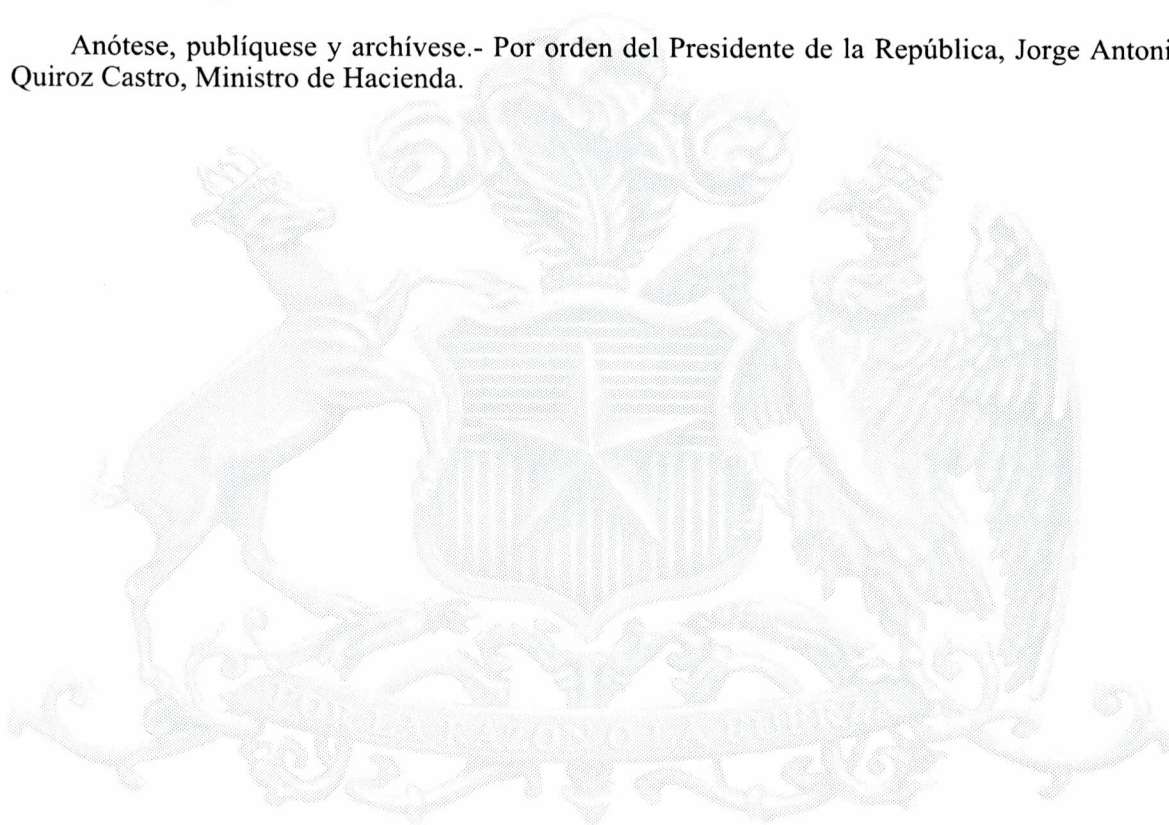 Anótese, publíquese y archívese.- Por orden del Presidente de la República, Jorge Antoni
Quiroz Castro, Ministro de Hacienda.
POR LA RAZÓN O LA FUERZA